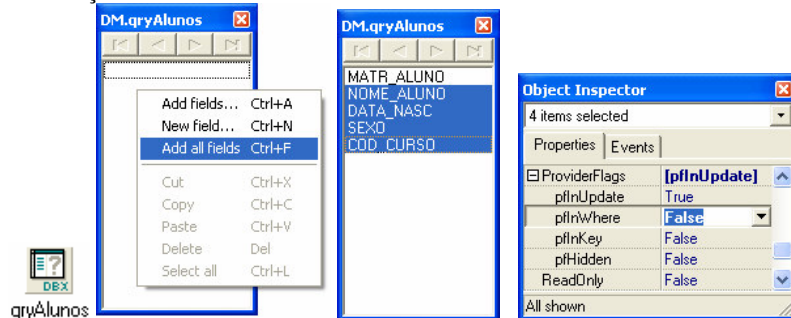 DM.qryAlunos
Add fields... Ctrl+A
New field... Ctrl+N
Add all fields Ctrl+F
Cut Ctrl+X
Copy Ctrl+C
Paste Ctrl+V
Delete Del
Select all Ctrl+L
DBX
qryAlunos
DM.qryAlunos
MATR_ALUNO
NOME_ALUNO
DATA_NASC
SEXO
COD_CURSO
Object Inspector
4 items selected
Properties Events
ProviderFlags [pfInUpdate]
pfInUpdate True
pfInWhere False
pfInKey False
pfHidden False
ReadOnly False
All shown